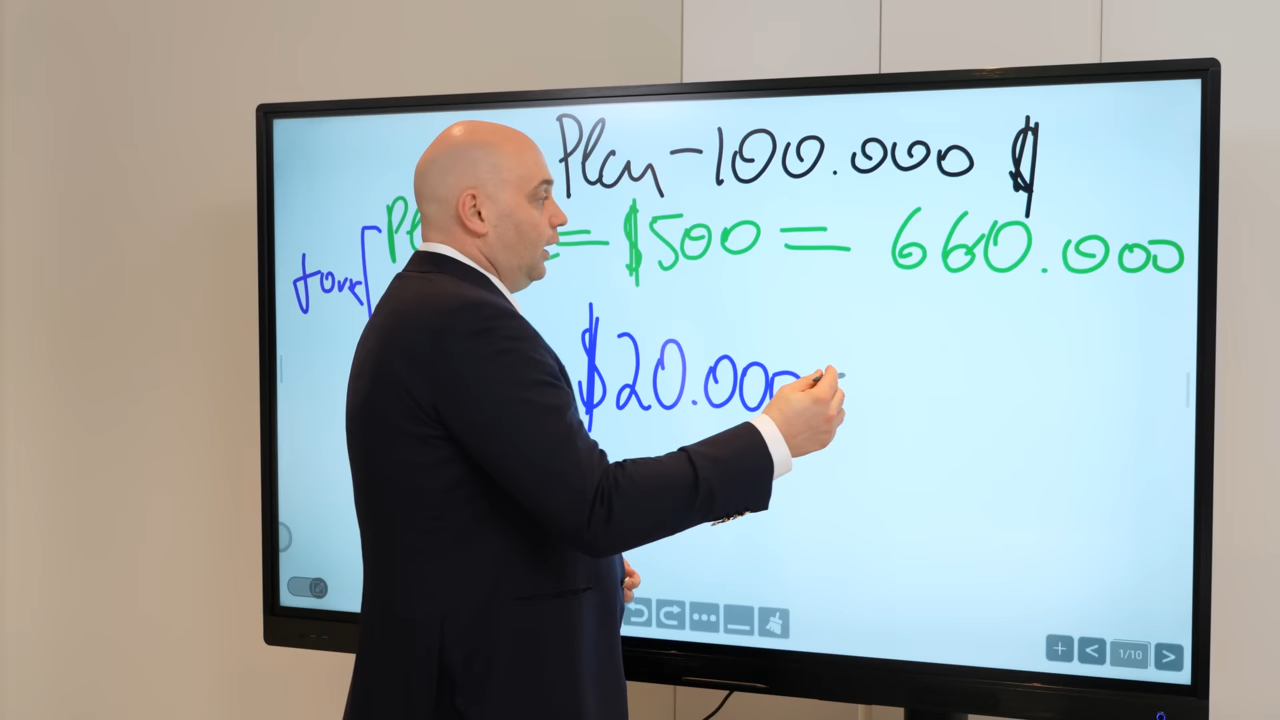 Plan - 100.000 $
= $500 = 660.000
$20.000
1/10